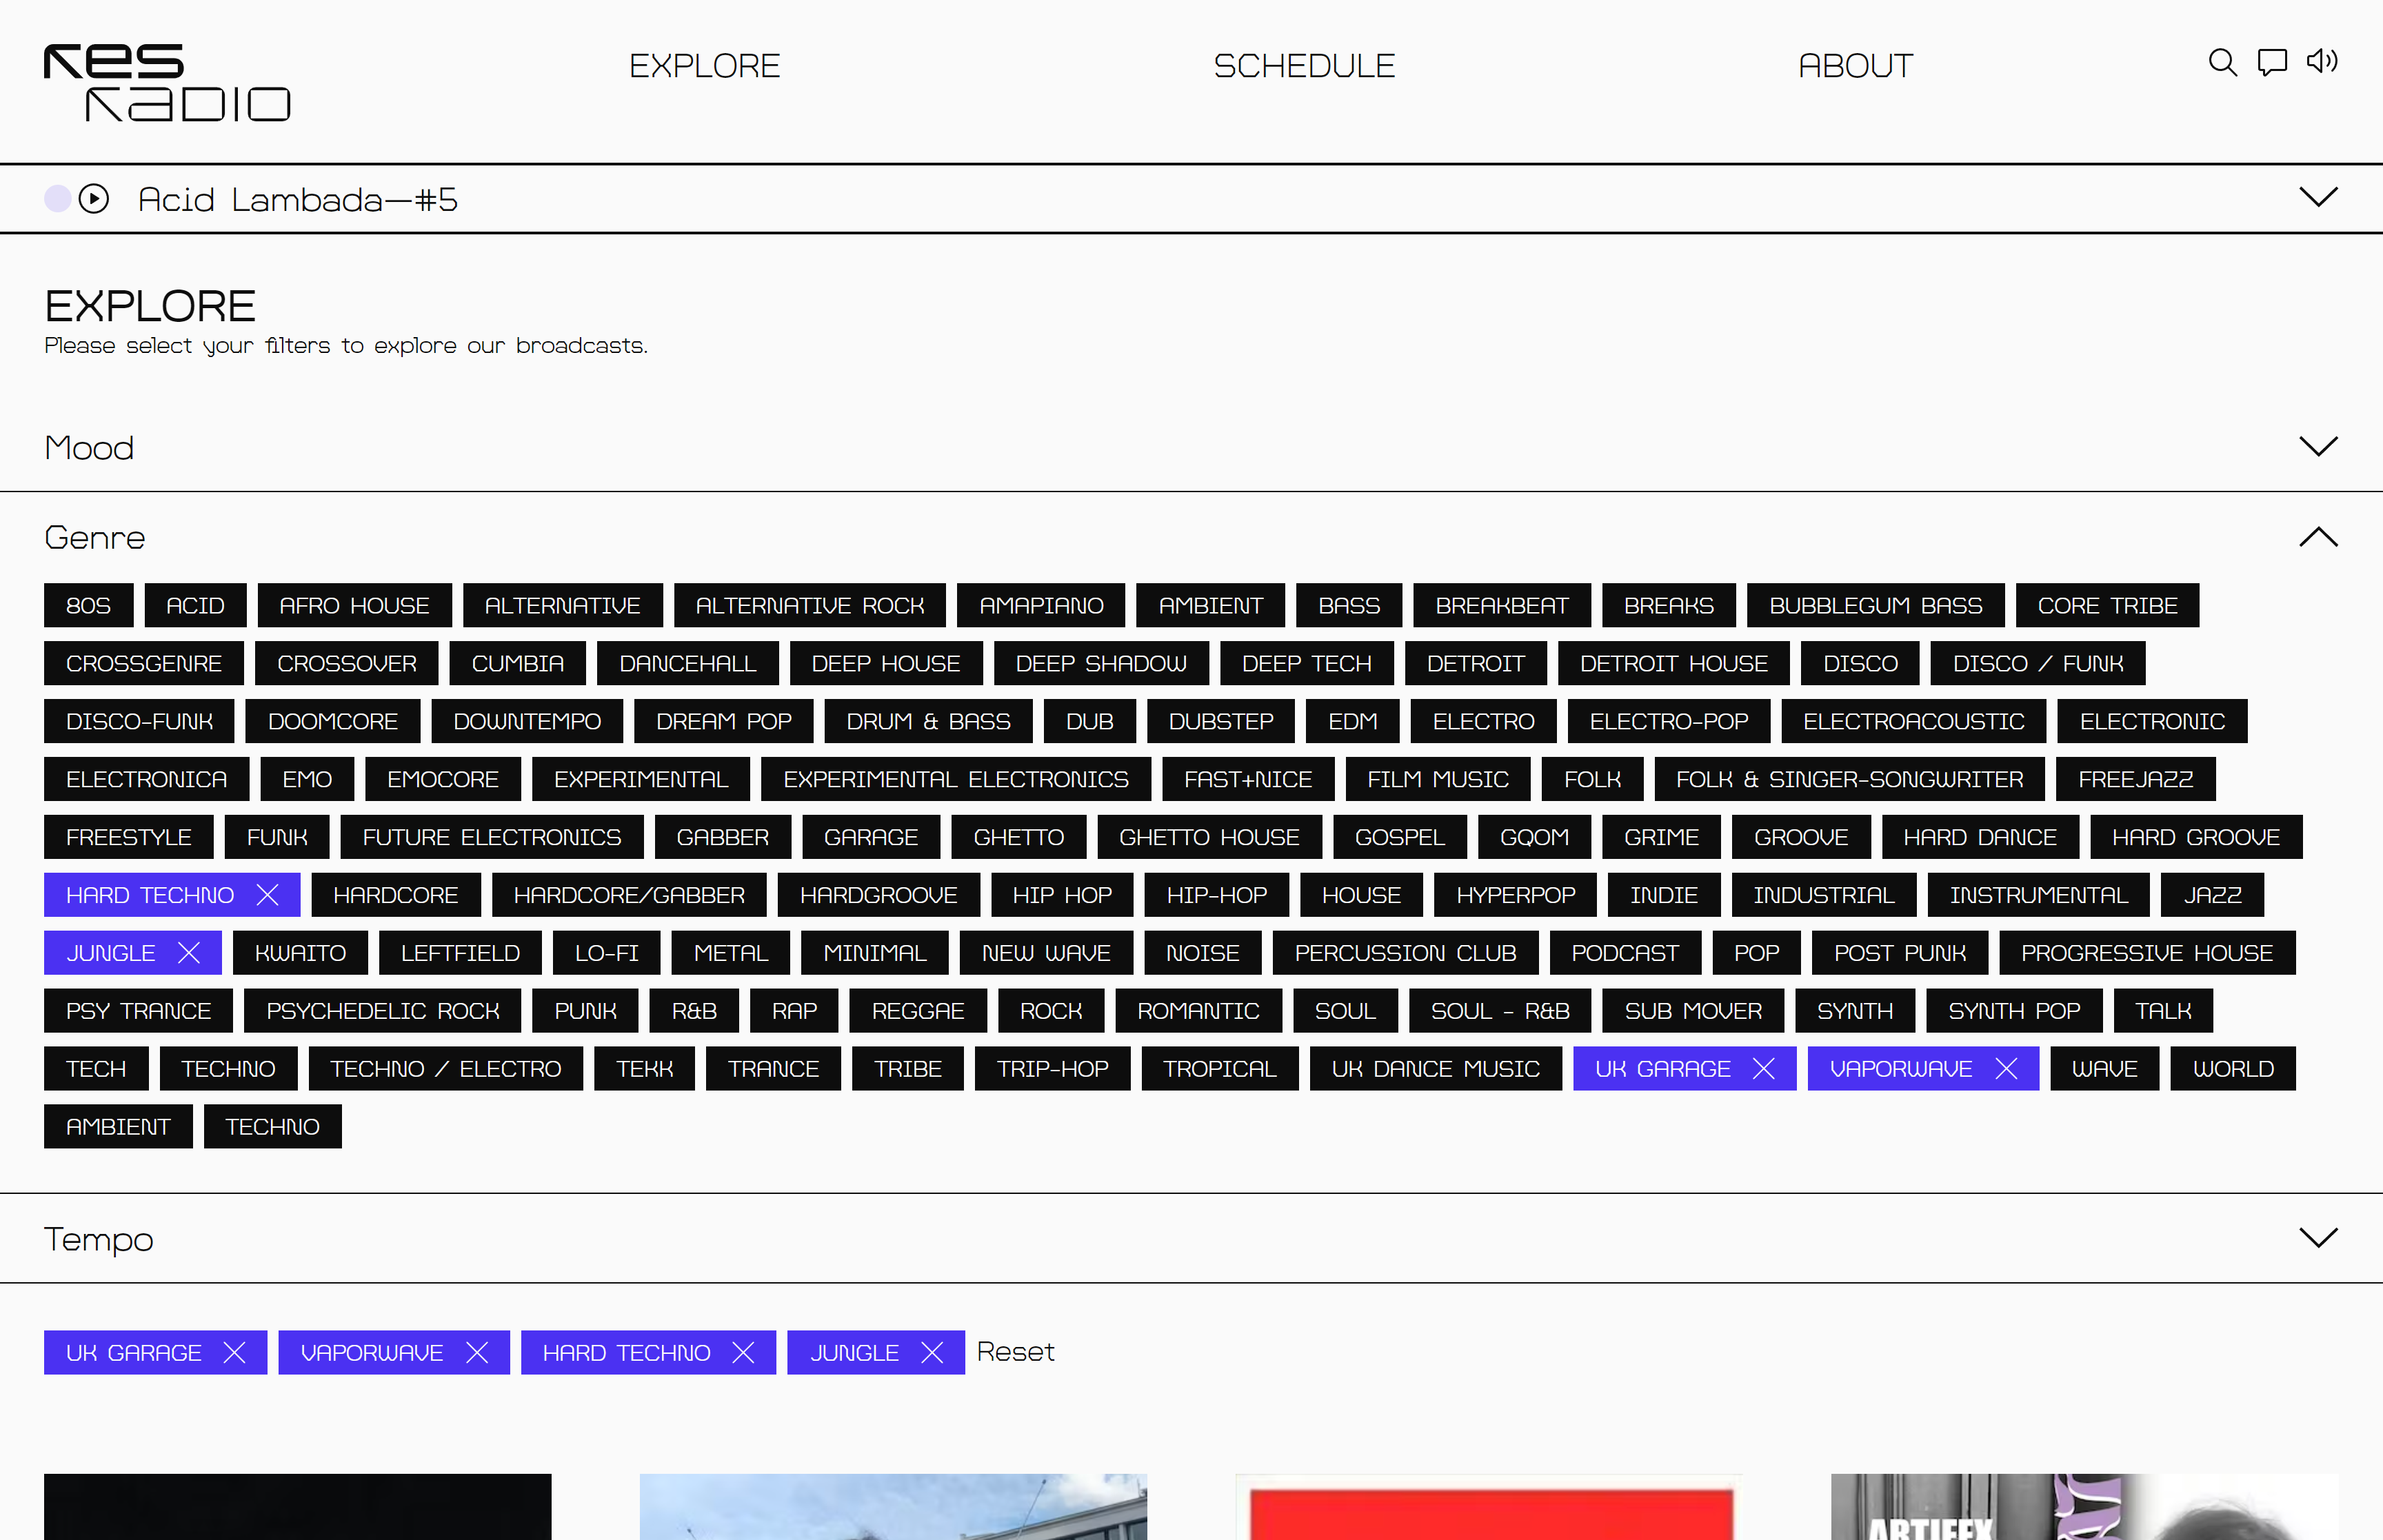 res
radio
EXPLORE
SCHEDULE
ABOUT
Acid Lambada—#5
EXPLORE
Please select your filters to explore our broadcasts.
Mood
Genre
80S ACID AFRO HOUSE ALTERNATIVE ALTERNATIVE ROCK AMAPIANO AMBIENT BASS BREAKBEAT BREAKS BUBBLEGUM BASS CORE TRIBE
CROSSGENRE CROSSOVER CUMBIA DANCEHALL DEEP HOUSE DEEP SHADOW DEEP TECH DETROIT DETROIT HOUSE DISCO DISCO / FUNK
DISCO-FUNK DOOMCORE DOWNTEMPO DREAM POP DRUM & BASS DUB DUBSTEP EDM ELECTRO ELECTRO-POP ELECTROACOUSTIC ELECTRONIC
ELECTRONICA EMO EMOCORE EXPERIMENTAL EXPERIMENTAL ELECTRONICS FAST+NICE FILM MUSIC FOLK FOLK & SINGER-SONGWRITER FREEJAZZ
FREESTYLE FUNK FUTURE ELECTRONICS GABBER GARAGE GHETTO GHETTO HOUSE GOSPEL GQOM GRIME GROOVE HARD DANCE HARD GROOVE
HARD TECHNO HARDCORE HARDCORE/GABBER HARDGROOVE HIP HOP HIP-HOP HOUSE HYPERPOP INDIE INDUSTRIAL INSTRUMENTAL JAZZ
JUNGLE KWAITO LEFTFIELD LO-FI METAL MINIMAL NEW WAVE NOISE PERCUSSION CLUB PODCAST POP POST PUNK PROGRESSIVE HOUSE
PSY TRANCE PSYCHEDELIC ROCK PUNK R&B RAP REGGAE ROCK ROMANTIC SOUL SOUL - R&B SUB MOVER SYNTH SYNTH POP TALK
TECH TECHNO TECHNO / ELECTRO TEKK TRANCE TRIBE TRIP-HOP TROPICAL UK DANCE MUSIC UK GARAGE VAPORWAVE WAVE WORLD
AMBIENT TECHNO
Tempo
UK GARAGE VAPORWAVE HARD TECHNO JUNGLE Reset